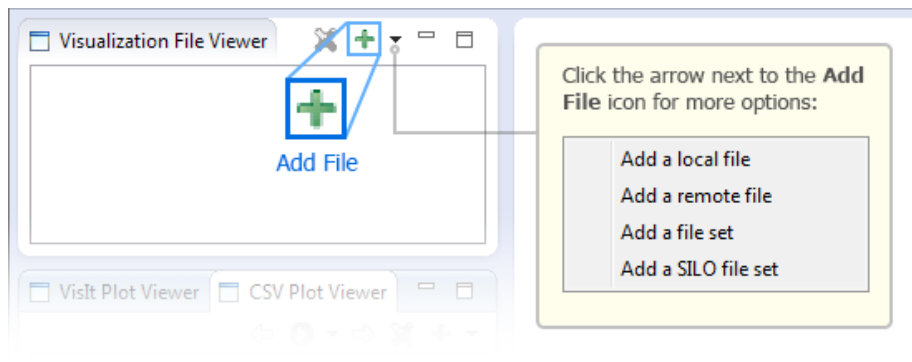 Visualization File Viewer
Add File
Click the arrow next to the Add
File icon for more options:
Add a local file
Add a remote file
Add a file set
Add a SILO file set
VisIt Plot Viewer
CSV Plot Viewer